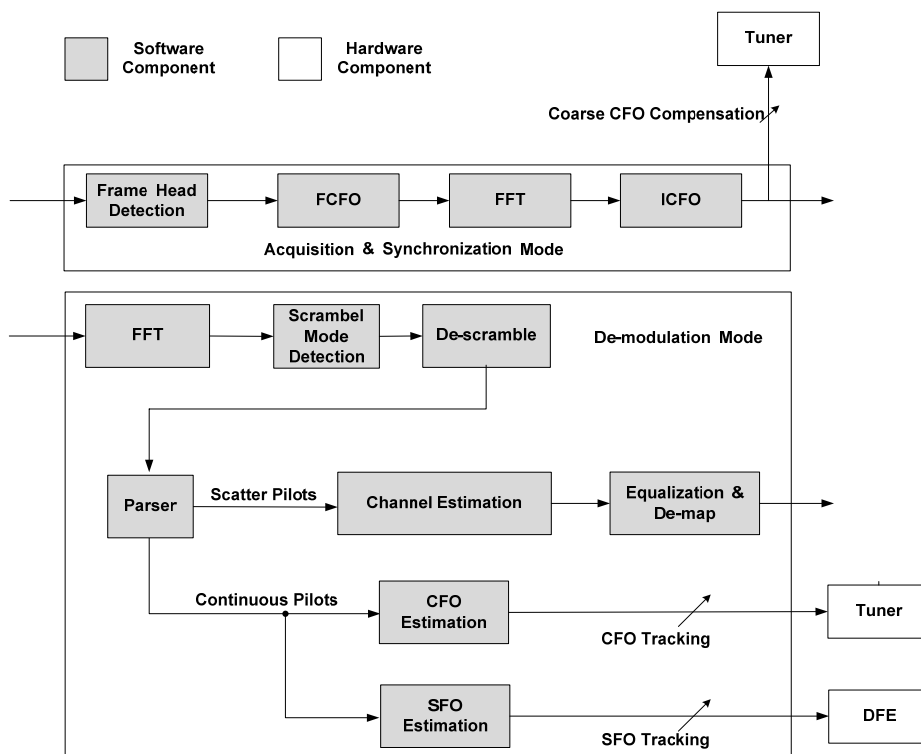 Software
Component
Hardware
Component
Tuner
Coarse CFO Compensation
Frame Head
Detection
FCFO
FFT
ICFO
Acquisition & Synchronization Mode
FFT
Scrambel
Mode
Detection
De-scramble
De-modulation Mode
Parser
Scatter Pilots
Channel Estimation
Equalization &
De-map
Continuous Pilots
CFO
Estimation
CFO Tracking
Tuner
SFO
Estimation
SFO Tracking
DFE